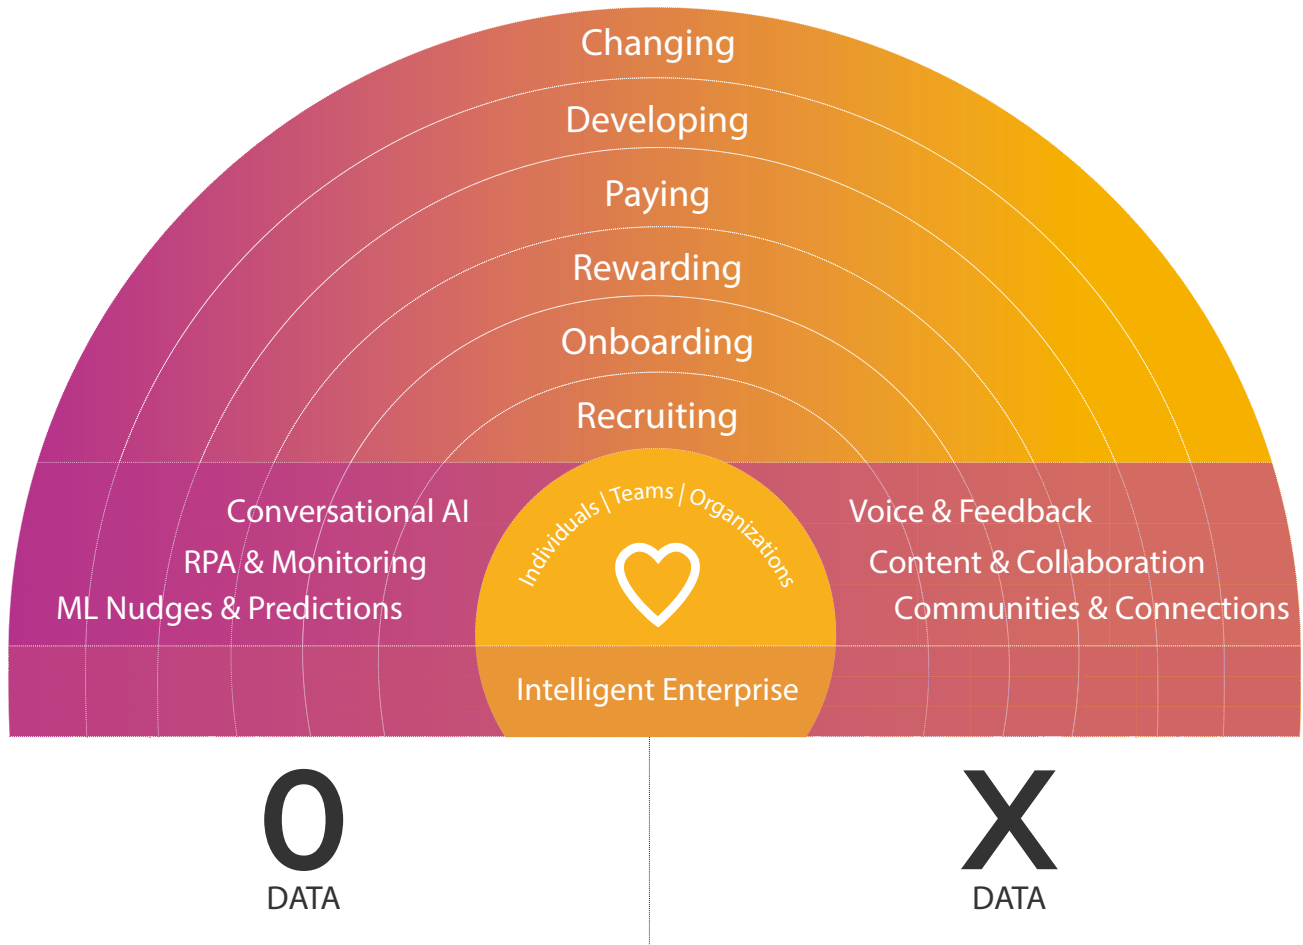 Changing
Developing
Paying
Rewarding
Onboarding
Recruiting
Individuals | Teams | Organizations
Conversational AI
RPA & Monitoring
ML Nudges & Predictions
Voice & Feedback
Content & Collaboration
Communities & Connections
Intelligent Enterprise
O
DATA
X
DATA